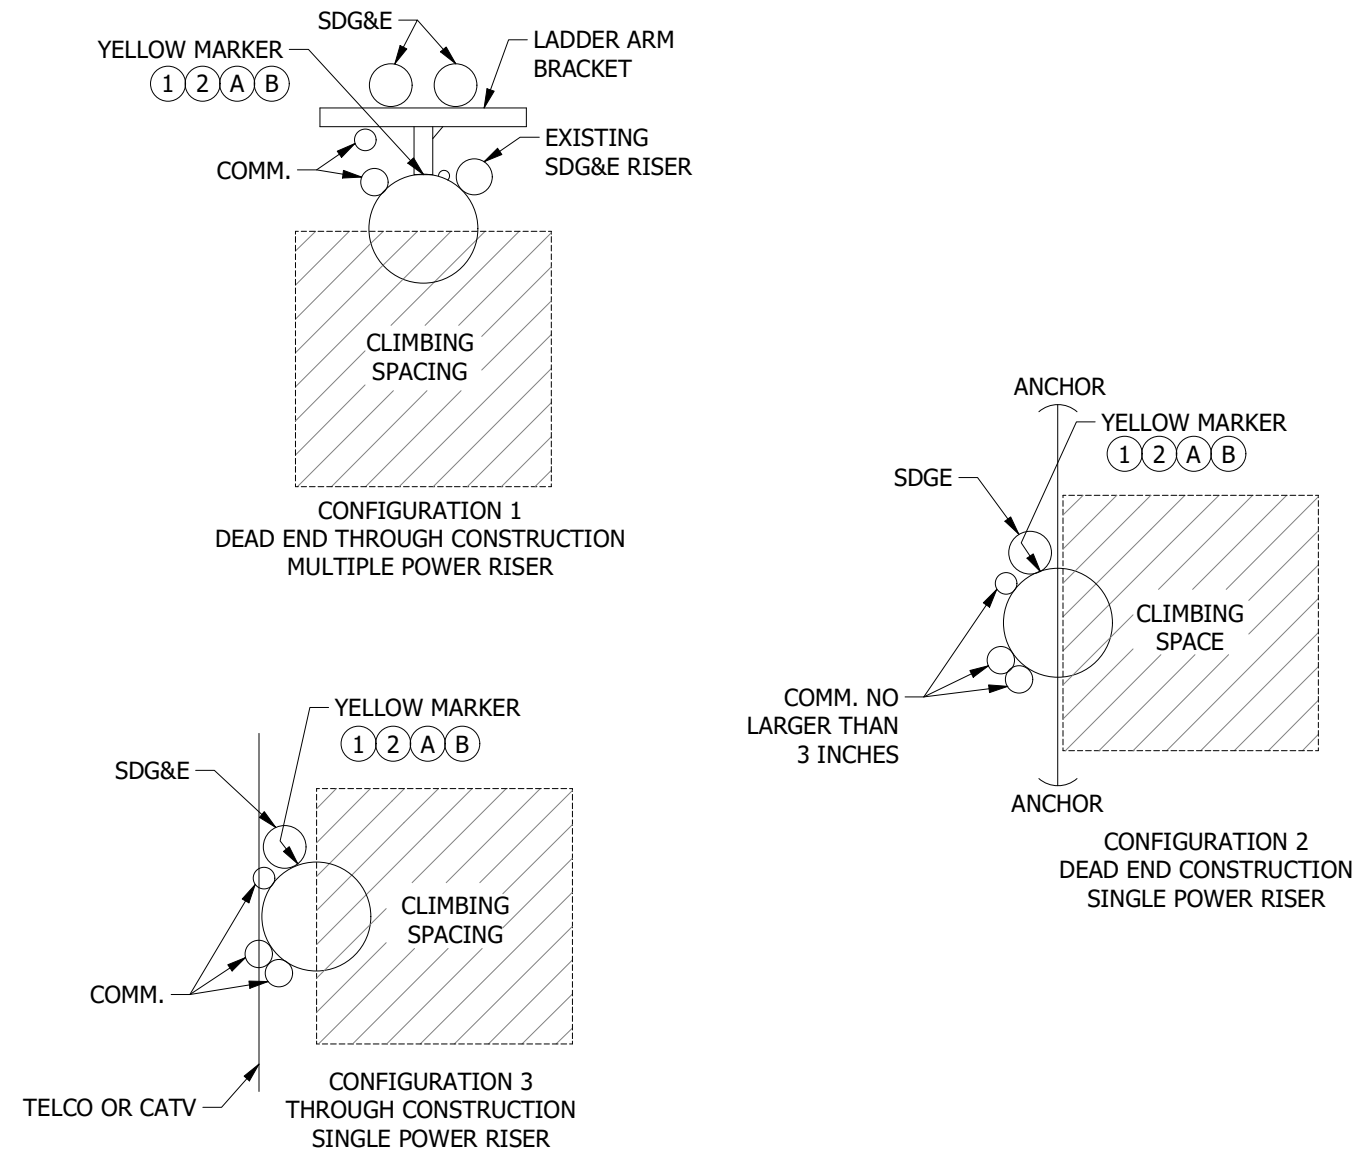 SDG&E
YELLOW MARKER
1 2 A B
LADDER ARM
BRACKET
EXISTING
SDG&E RISER
COMM.
CLIMBING
SPACING
CONFIGURATION 1
DEAD END THROUGH CONSTRUCTION
MULTIPLE POWER RISER
ANCHOR
YELLOW MARKER
1 2 A B
SDGE
CLIMBING
SPACE
COMM. NO
LARGER THAN
3 INCHES
ANCHOR
CONFIGURATION 2
DEAD END CONSTRUCTION
SINGLE POWER RISER
YELLOW MARKER
1 2 A B
SDG&E
CLIMBING
SPACING
COMM.
TELCO OR CATV
CONFIGURATION 3
THROUGH CONSTRUCTION
SINGLE POWER RISER